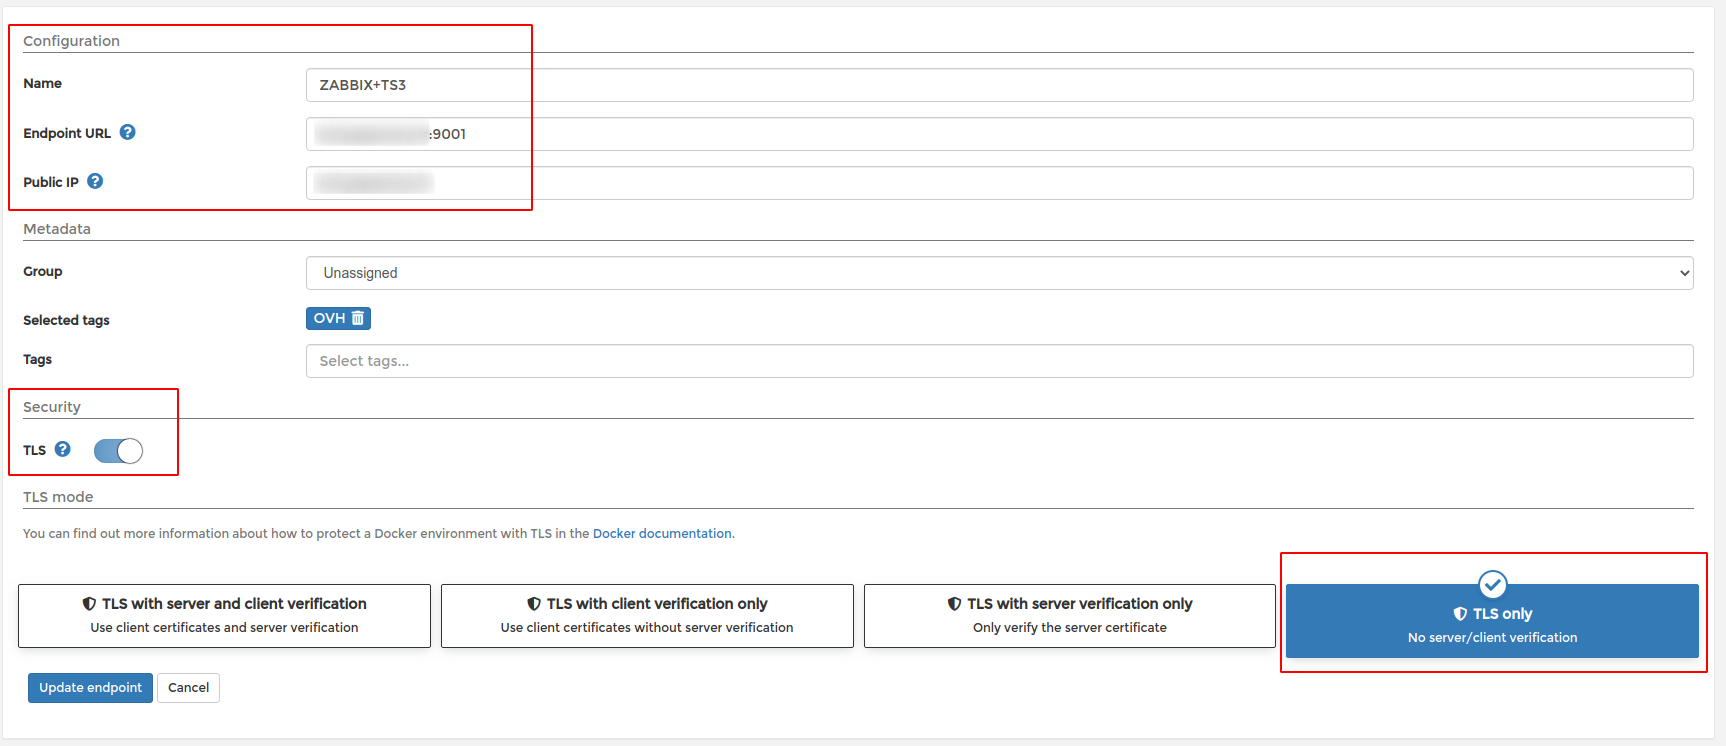 Configuration
Name
ZABBIX+TS3
Endpoint URL ?
:9001
Public IP ?
Metadata
Group
Unassigned
Selected tags
OVH
Tags
Select tags...
Security
TLS ?
TLS mode
You can find out more information about how to protect a Docker environment with TLS in the Docker documentation.
TLS with server and client verification
Use client certificates and server verification
TLS with client verification only
Use client certificates without server verification
TLS with server verification only
Only verify the server certificate
TLS only
No server/client verification
Update endpoint
Cancel